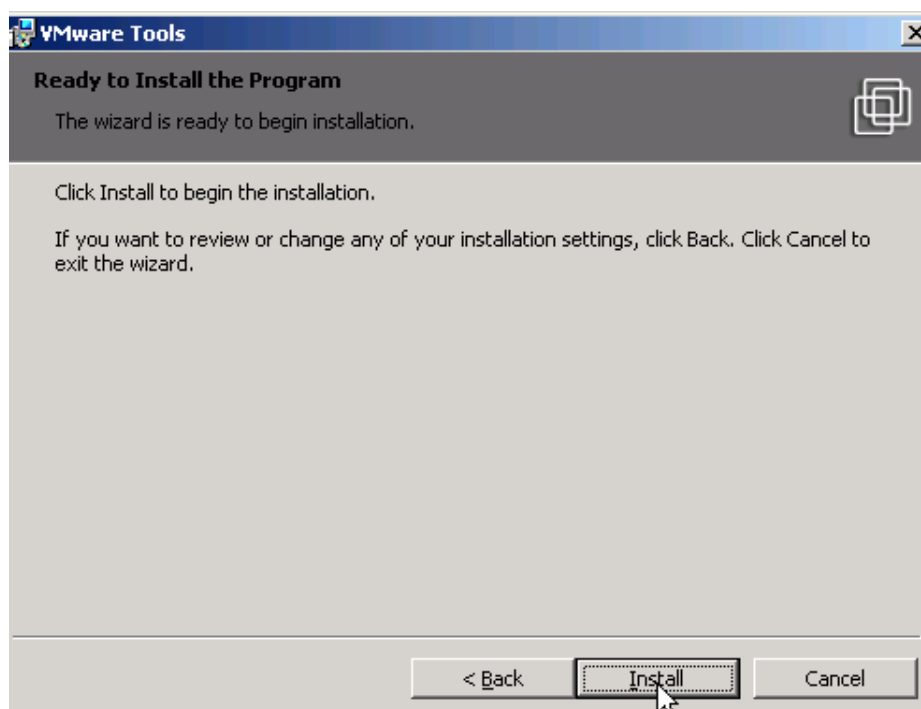 VMware Tools
Ready to Install the Program
The wizard is ready to begin installation.
Click Install to begin the installation.
If you want to review or change any of your installation settings, click Back. Click Cancel to
exit the wizard.
< Back
Install
Cancel